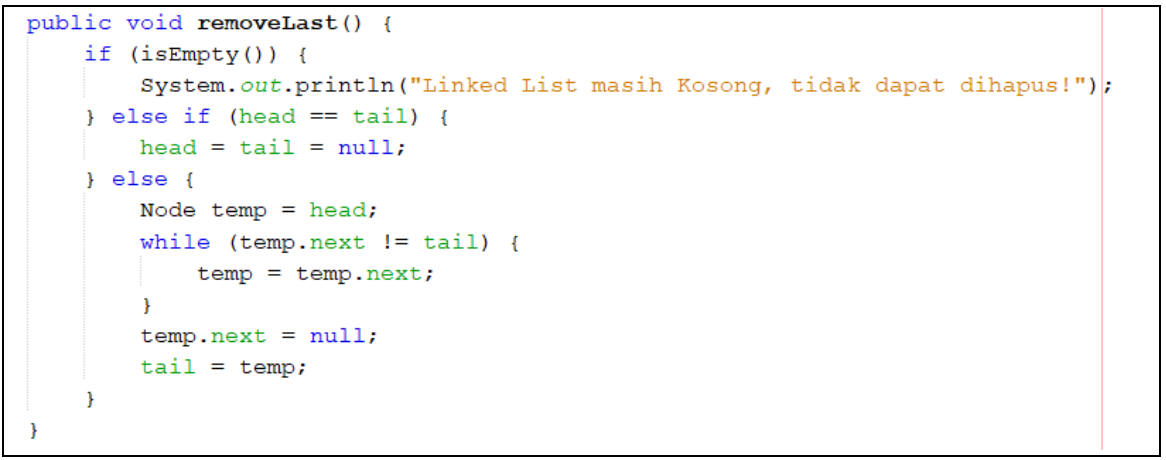 public void removeLast() {
    if (isEmpty()) {
        System.out.println("Linked List masih Kosong, tidak dapat dihapus!");
    } else if (head == tail) {
        head = tail = null;
    } else {
        Node temp = head;
        while (temp.next != tail) {
            temp = temp.next;
        }
        temp.next = null;
        tail = temp;
    }
}